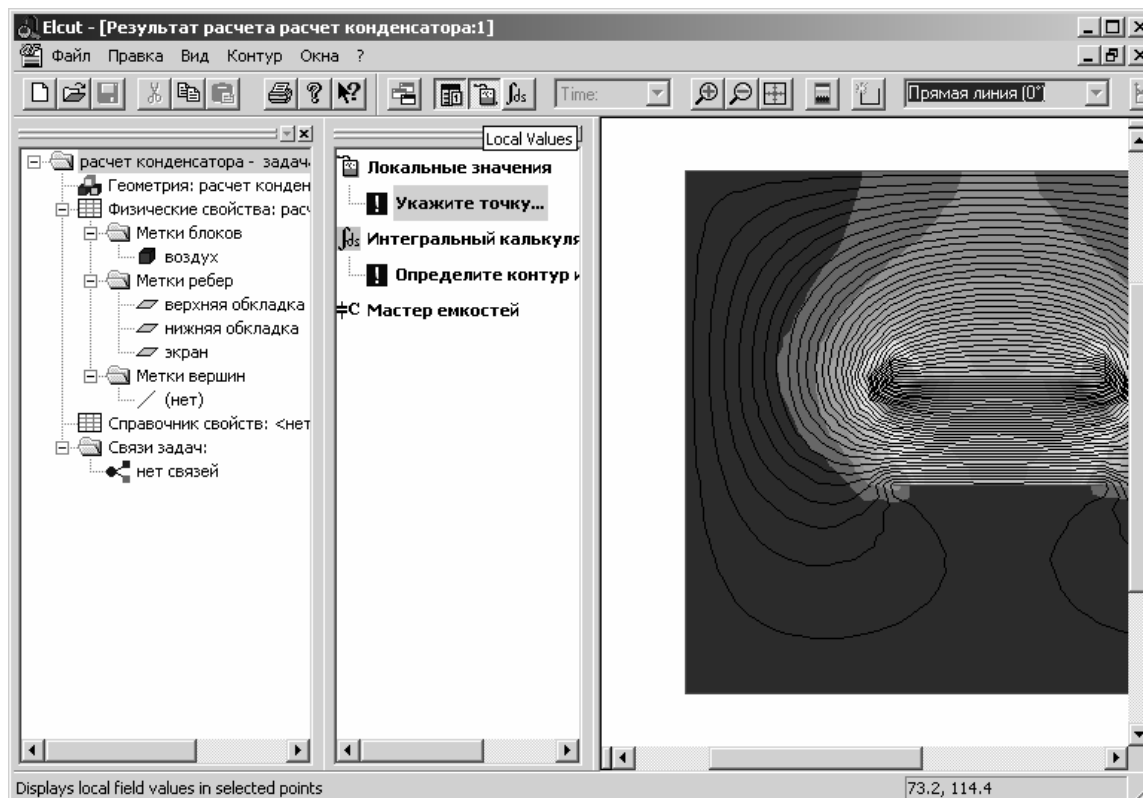 Elcut - [Результат расчета расчет конденсатора:1]
Файл Правка Вид Контур Окна ?
Time: Прямая линия (0°)
Local Values
расчет конденсатора - задача
Геометрия: расчет конден
Физические свойства: рас
Метки блоков
воздух
Метки ребер
верхняя обкладка
нижняя обкладка
экран
Метки вершин
(нет)
Справочник свойств: <нет
Связи задач:
нет связей
Локальные значения
Укажите точку...
Интегральный калькуля
Определите контур и
Мастер емкостей
Displays local field values in selected points
73.2, 114.4